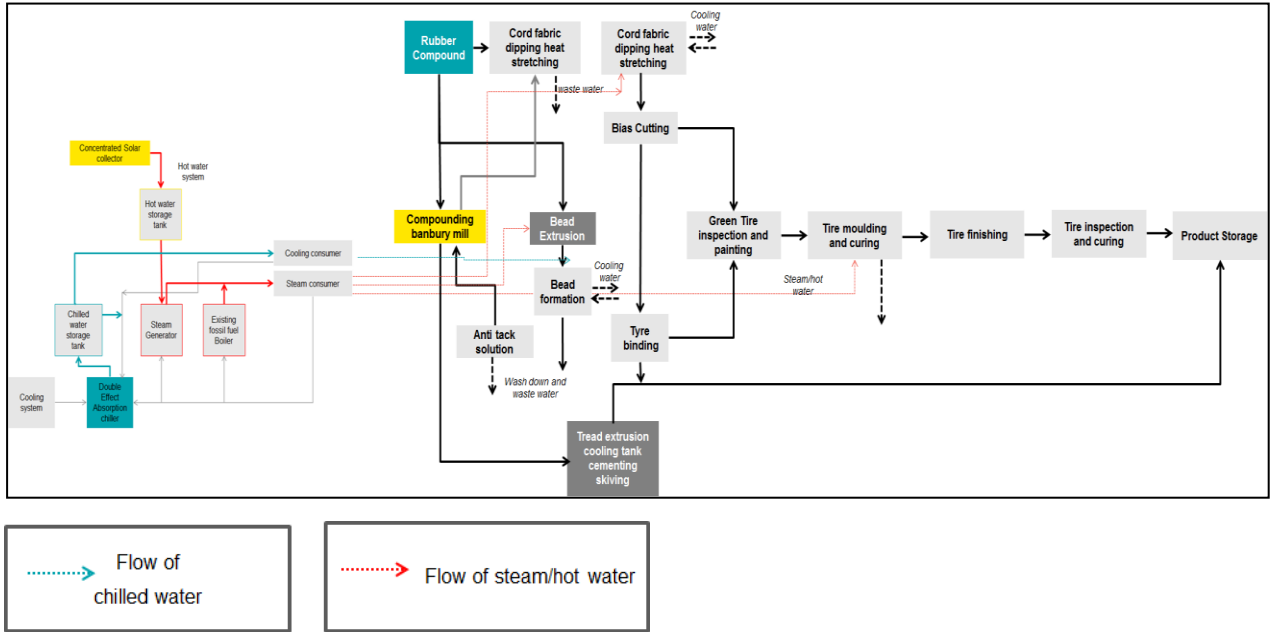 Rubber
Compound
Cord fabric
dipping heat
stretching
Cord fabric
dipping heat
stretching
Cooling
water
waste water
Bias Cutting
Concentrated Solar
collector
Hot water
system
Hot water
storage
tank
Compounding
banbury mill
Bead
Extrusion
Green Tire
inspection and
painting
Tire moulding
and curing
Tire finishing
Tire inspection
and curing
Product Storage
Cooling consumer
Steam consumer
Cooling
water
Bead
formation
Steam/hot
water
Chilled
water
storage
tank
Steam
Generator
Existing
fossil fuel
Boiler
Anti tack
solution
Tyre
binding
Wash down and
waste water
Cooling
system
Double
Effect
Absorption
chiller
Tread extrusion
cooling tank
cementing
skiving
Flow of
chilled water
Flow of steam/hot water